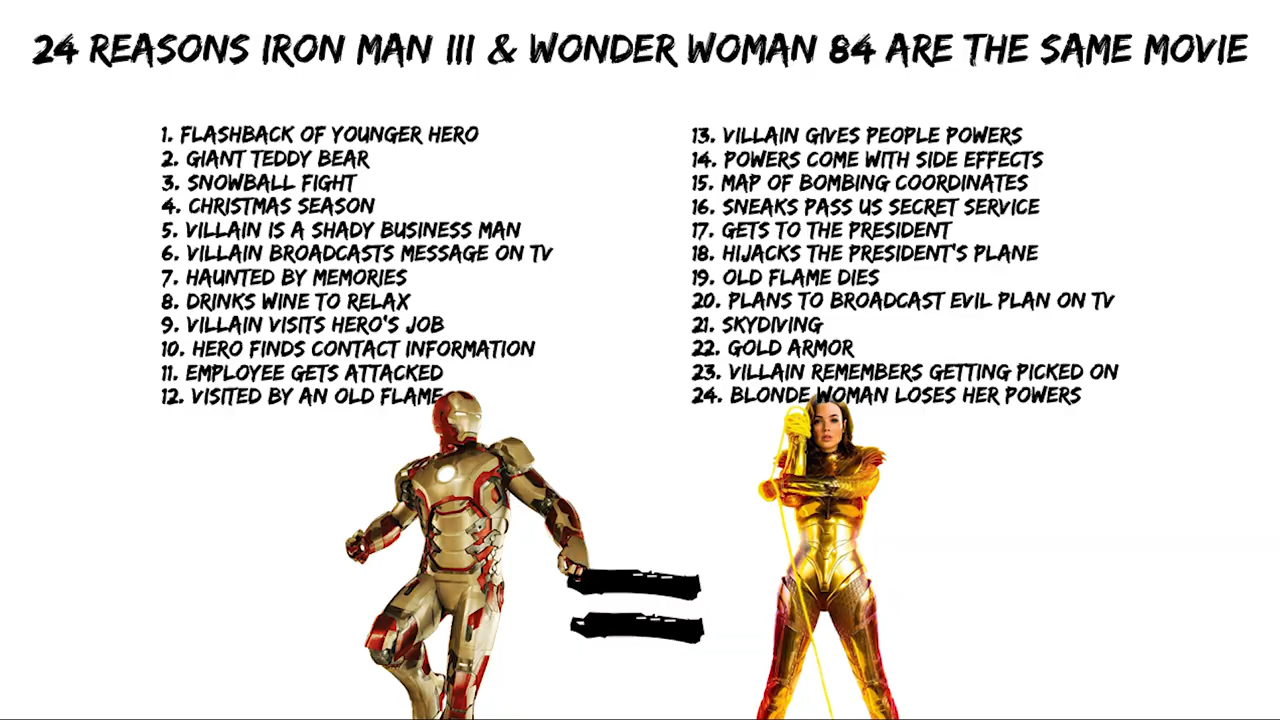 24 REASONS IRON MAN III & WONDER WOMAN 84 ARE THE SAME MOVIE
1. FLASHBACK OF YOUNGER HERO
2. GIANT TEDDY BEAR
3. SNOWBALL FIGHT
4. CHRISTMAS SEASON
5. VILLAIN IS A SHADY BUSINESS MAN
6. VILLAIN BROADCASTS MESSAGE ON TV
7. HAUNTED BY MEMORIES
8. DRINKS WINE TO RELAX
9. VILLAIN VISITS HERO'S JOB
10. HERO FINDS CONTACT INFORMATION
11. EMPLOYEE GETS ATTACKED
12. VISITED BY AN OLD FLAME
13. VILLAIN GIVES PEOPLE POWERS
14. POWERS COME WITH SIDE EFFECTS
15. MAP OF BOMBING COORDINATES
16. SNEAKS PASS US SECRET SERVICE
17. GETS TO THE PRESIDENT
18. HIJACKS THE PRESIDENT'S PLANE
19. OLD FLAME DIES
20. PLANS TO BROADCAST EVIL PLAN ON TV
21. SKYDIVING
22. GOLD ARMOR
23. VILLAIN REMEMBERS GETTING PICKED ON
24. BLONDE WOMAN LOSES HER POWERS